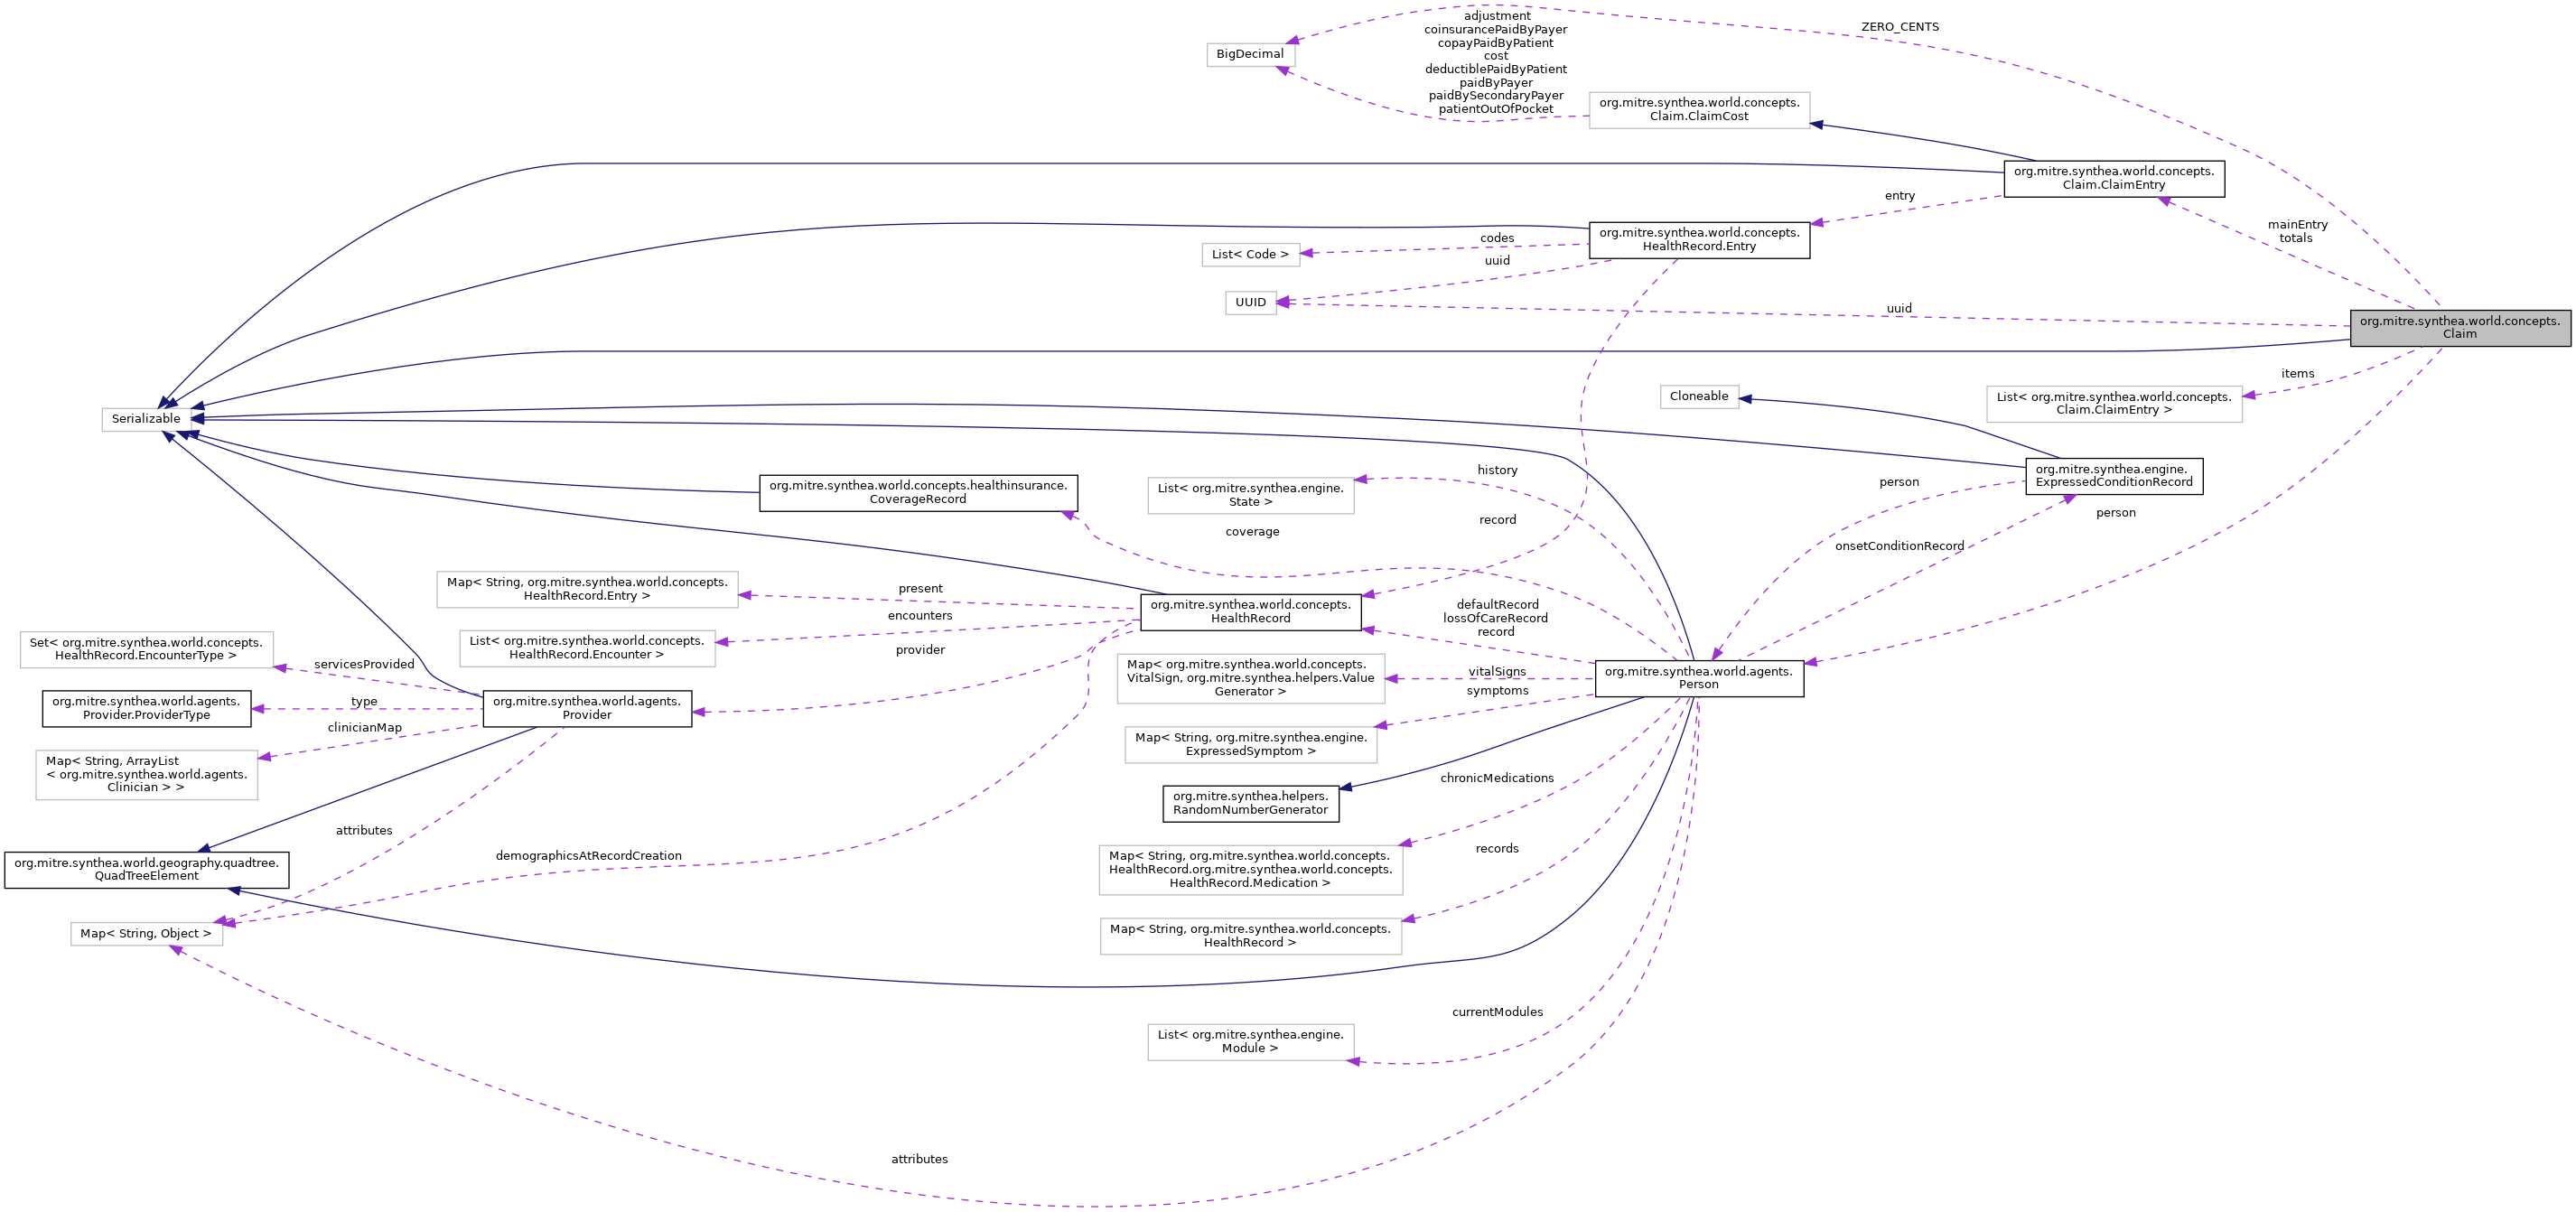 ZERO_CENTS
adjustment
coinsurancePaidByPayer
copayPaidByPatient
cost
deductiblePaidByPatient
paidByPayer
paidBySecondaryPayer
patientOutOfPocket
BigDecimal
org.mitre.synthea.world.concepts.
Claim.ClaimCost
org.mitre.synthea.world.concepts.
Claim.ClaimEntry
entry
mainEntry
totals
org.mitre.synthea.world.concepts.
HealthRecord.Entry
codes
List< Code >
uuid
UUID
uuid
org.mitre.synthea.world.concepts.
Claim
items
List< org.mitre.synthea.world.concepts.
Claim.ClaimEntry >
Cloneable
Serializable
org.mitre.synthea.engine.
ExpressedConditionRecord
person
person
onsetConditionRecord
history
List< org.mitre.synthea.engine.
State >
record
org.mitre.synthea.world.concepts.healthinsurance.
CoverageRecord
coverage
Map< String, org.mitre.synthea.world.concepts.
HealthRecord.Entry >
present
encounters
List< org.mitre.synthea.world.concepts.
HealthRecord.Encounter >
provider
org.mitre.synthea.world.concepts.
HealthRecord
defaultRecord
lossOfCareRecord
record
Set< org.mitre.synthea.world.concepts.
HealthRecord.EncounterType >
servicesProvided
org.mitre.synthea.world.agents.
Provider.ProviderType
type
clinicianMap
org.mitre.synthea.world.agents.
Provider
Map< String, ArrayList
< org.mitre.synthea.world.agents.
Clinician > >
Map< org.mitre.synthea.world.concepts.
VitalSign, org.mitre.synthea.helpers.Value
Generator >
vitalSigns
symptoms
org.mitre.synthea.world.agents.
Person
Map< String, org.mitre.synthea.engine.
ExpressedSymptom >
org.mitre.synthea.helpers.
RandomNumberGenerator
chronicMedications
attributes
org.mitre.synthea.world.geography.quadtree.
QuadTreeElement
demographicsAtRecordCreation
Map< String, org.mitre.synthea.world.concepts.
HealthRecord.org.mitre.synthea.world.concepts.
HealthRecord.Medication >
records
Map< String, Object >
Map< String, org.mitre.synthea.world.concepts.
HealthRecord >
currentModules
List< org.mitre.synthea.engine.
Module >
attributes